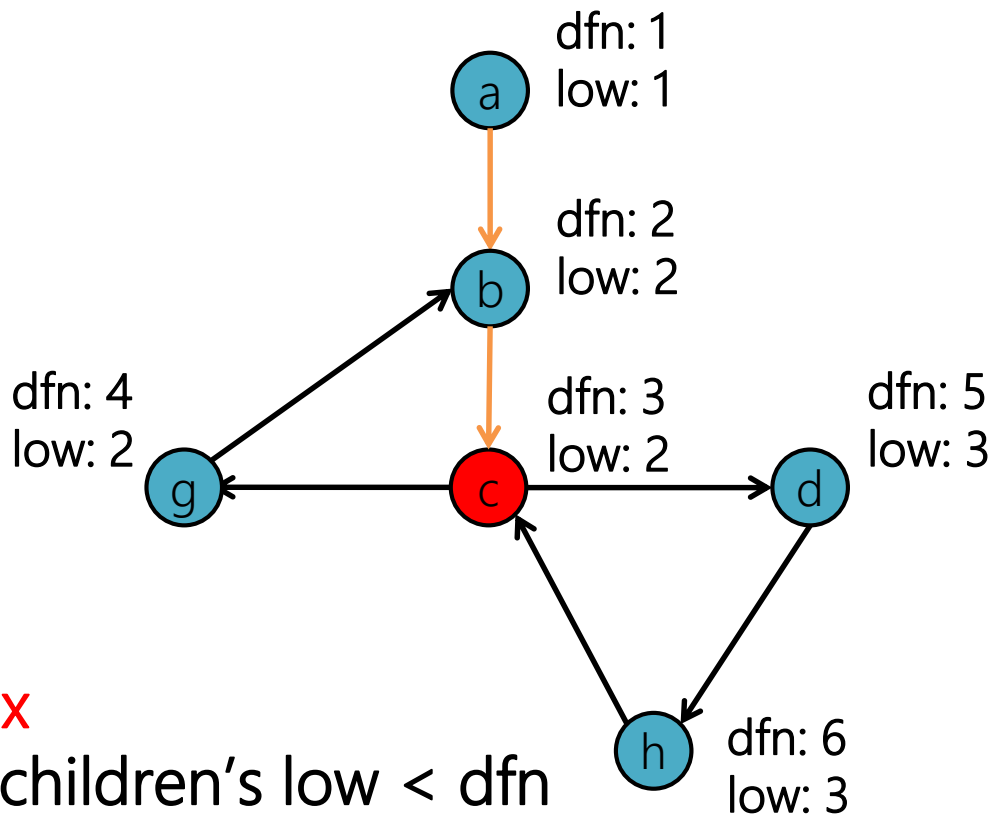 dfn: 1
a
low: 1
dfn: 2
b
low: 2
dfn: 4
low: 2
g
dfn: 3
low: 2
c
dfn: 5
low: 3
d
dfn: 6
low: 3
h
x
children’s low < dfn